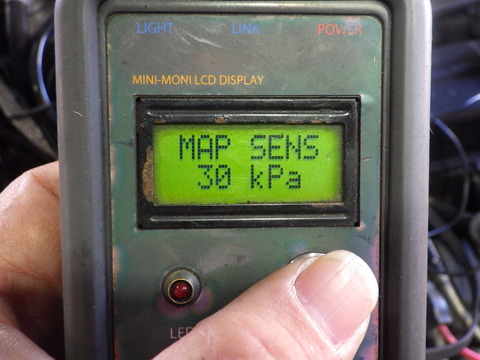 LIGHT LINK POWER
MINI-MONI LCD DISPLAY
MAP SENS
30 kPa